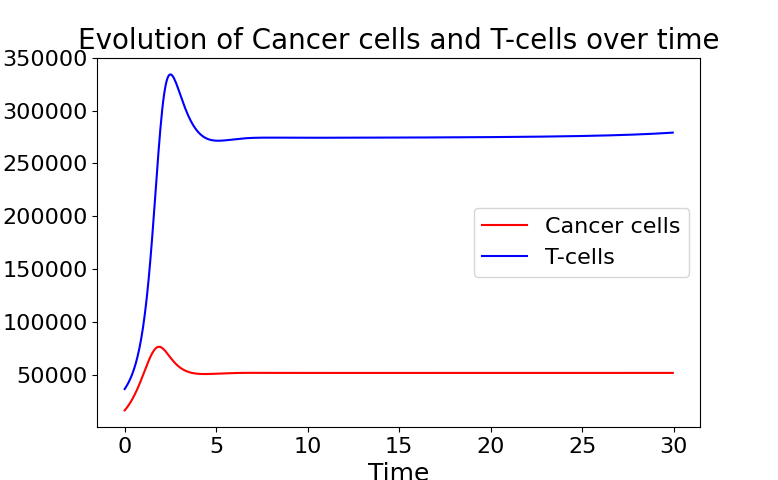 Evolution of Cancer cells and T-cells over time
350000
300000
250000
200000
150000
100000
50000
Cancer cells
T-cells
0 5 10 15 20 25 30
Time